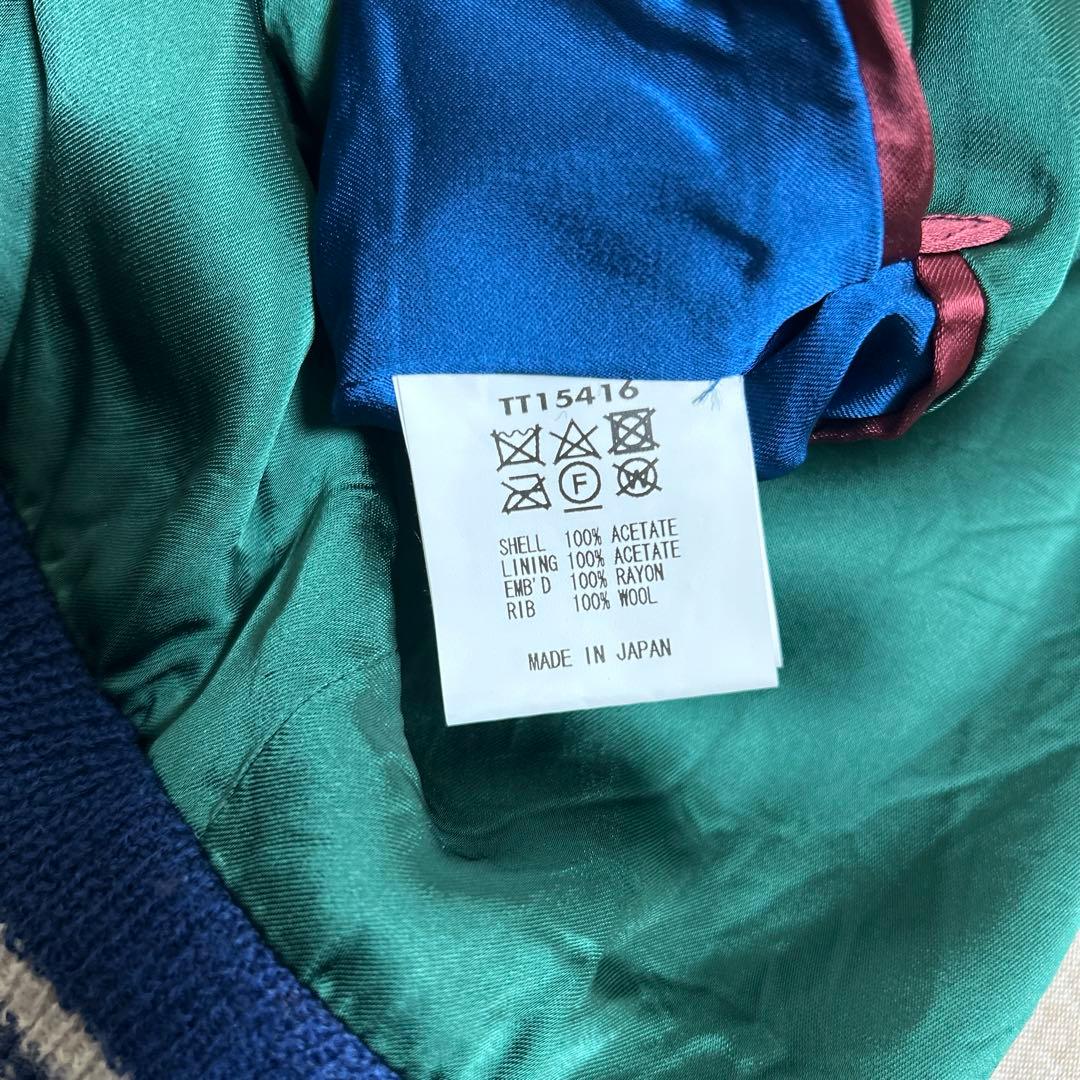 TT15416
F W
SHELL 100% ACETATE
LINING 100% ACETATE
EMB'D 100% RAYON
RIB 100% WOOL
MADE IN JAPAN